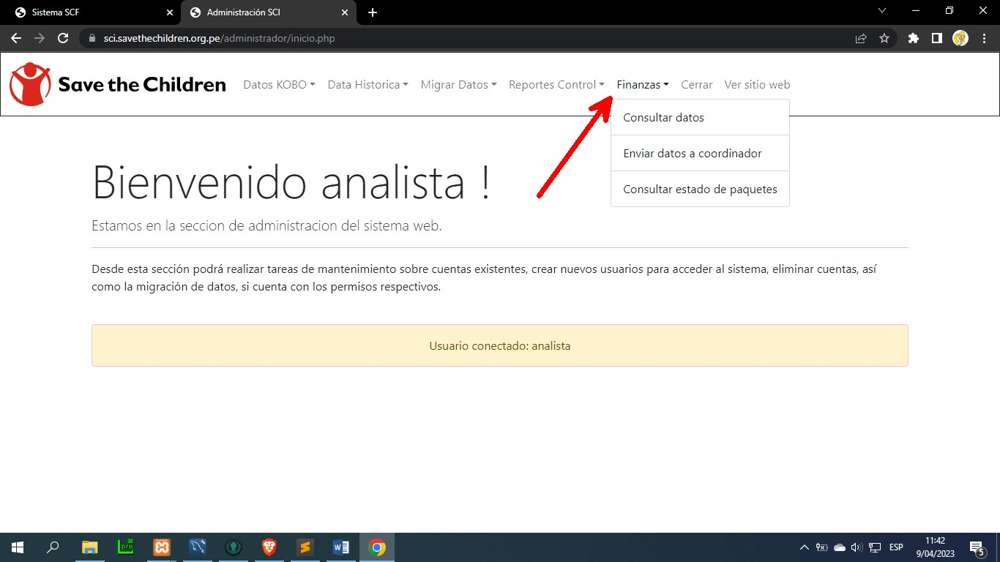 Sistema SCF
Administración SCI
sci.savethechildren.org.pe/administrador/inicio.php
Save the Children
Datos KOBO Data Historica Migrar Datos Reportes Control Finanzas Cerrar Ver sitio web
Consultar datos
Enviar datos a coordinador
Consultar estado de paquetes
Bienvenido analista !
Estamos en la seccion de administracion del sistema web.
Desde esta sección podrá realizar tareas de mantenimiento sobre cuentas existentes, crear nuevos usuarios para acceder al sistema, eliminar cuentas, así
como la migración de datos, si cuenta con los permisos respectivos.
Usuario conectado: analista
ESP
11:42
9/04/2023
5